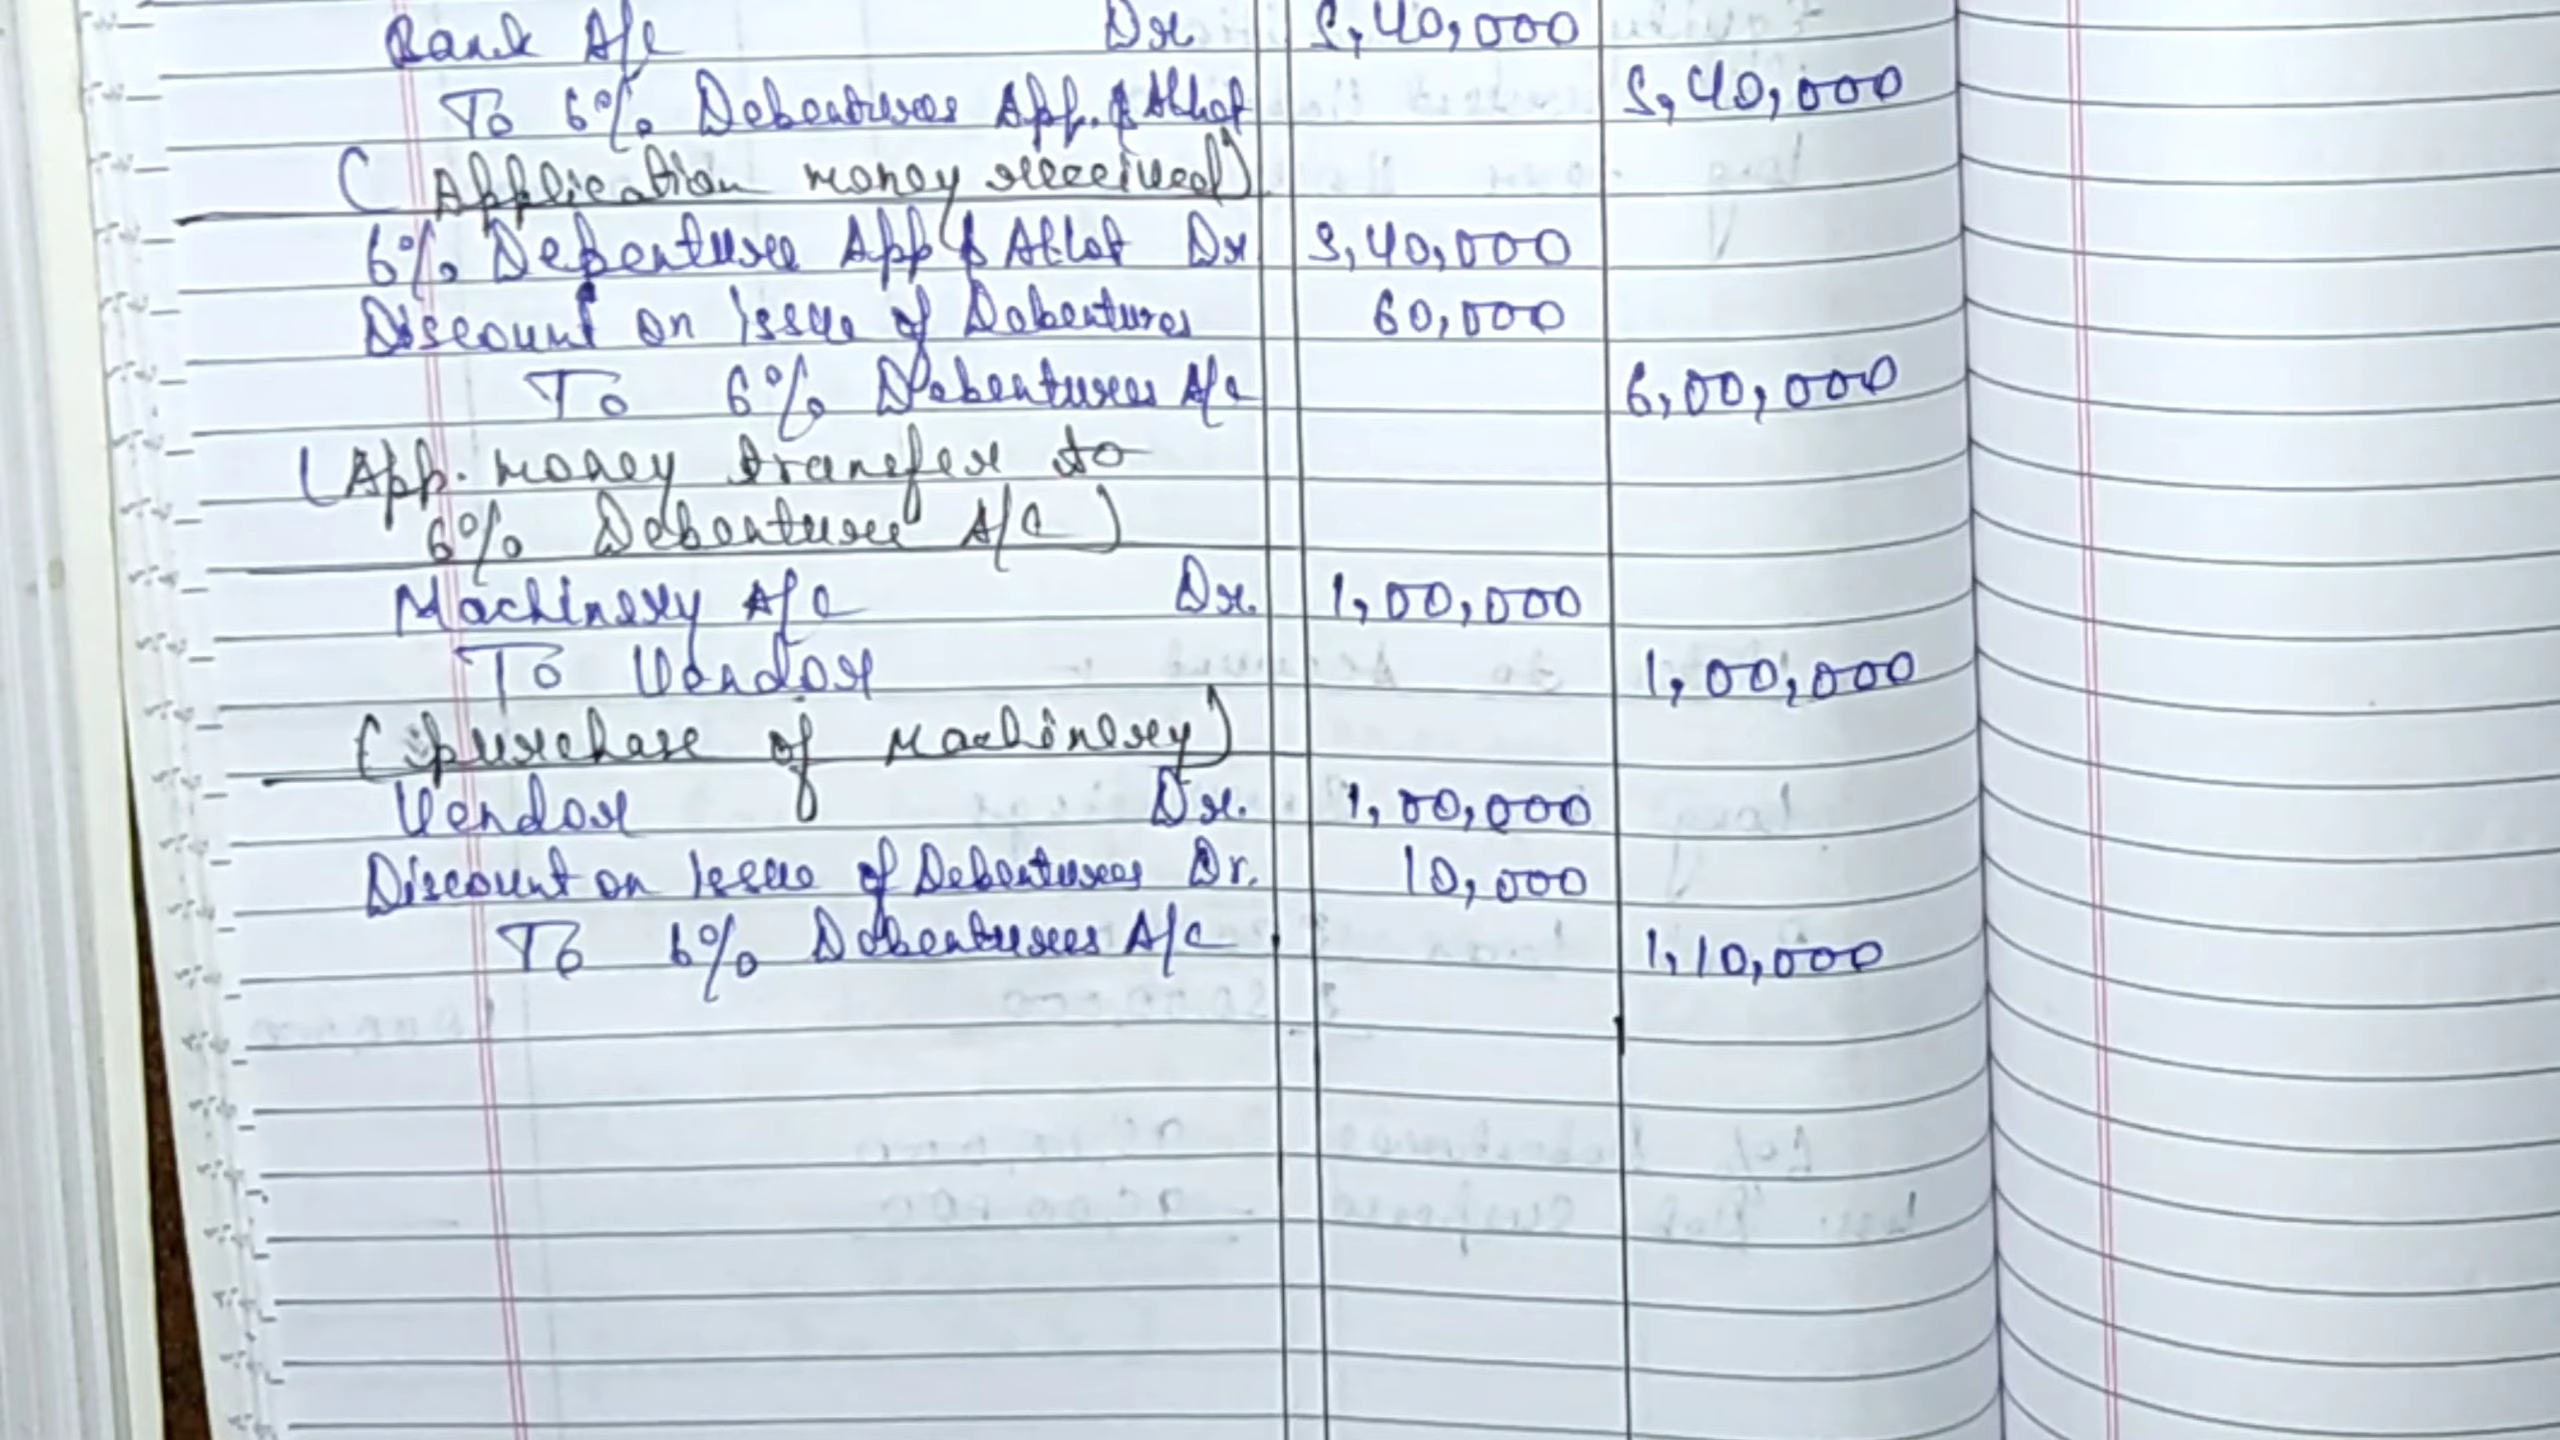 Bank A/c Dr. 5,40,000
To 6% Debentures App. & Allot 5,40,000
( Application money received)
6% Debenture App & Allot Dr 5,40,000
Discount on Issue of Debentures 60,000
To 6% Debentures A/c 6,00,000
(App. money transfer to
6% Debenture A/c)
Machinery A/c Dr. 1,00,000
To Vendor 1,00,000
(purchase of Machinery)
Vendor Dr. 1,00,000
Discount on Issue of Debentures Dr. 10,000
To 6% Debentures A/c 1,10,000